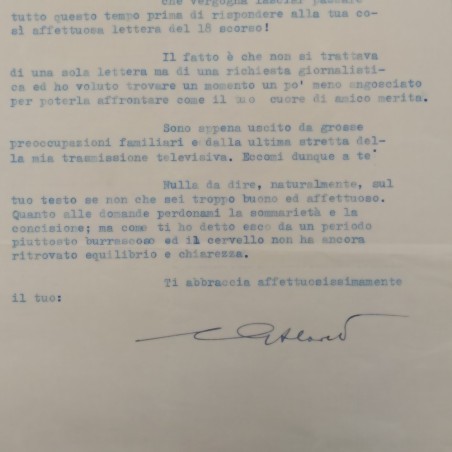 che vergogna lasciar passare
tutto questo tempo prima di rispondere alla tua co-
sì affettuosa lettera del 18 scorso!
Il fatto è che non si trattava
di una sola lettera ma di una richiesta giornalisti-
ca ed ho voluto trovare un momento un po' meno angosciato
per poterla affrontare come il tuo cuore di amico merita.
Sono appena uscito da grosse
preoccupazioni familiari e dalla ultima stretta del-
la mia trasmissione televisiva. Eccomi dunque a te
Nulla da dire, naturalmente, sul
tuo testo se non che sei troppo buono ed affettuoso.
Quanto alle domande perdonami la sommarietà e la
concisione; ma come ti ho detto esco da un periodo
piuttosto burrascoso ed il cervello non ha ancora
ritrovato equilibrio e chiarezza.
Ti abbraccia affettuosissimamente
il tuo: